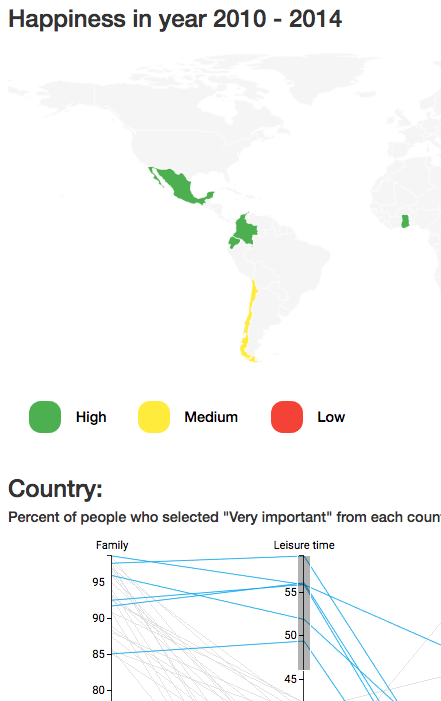 Happiness in year 2010 - 2014
High Medium Low
Country:
Percent of people who selected "Very important" from each coun
Family Leisure time
95
55
90
50
85
45
80